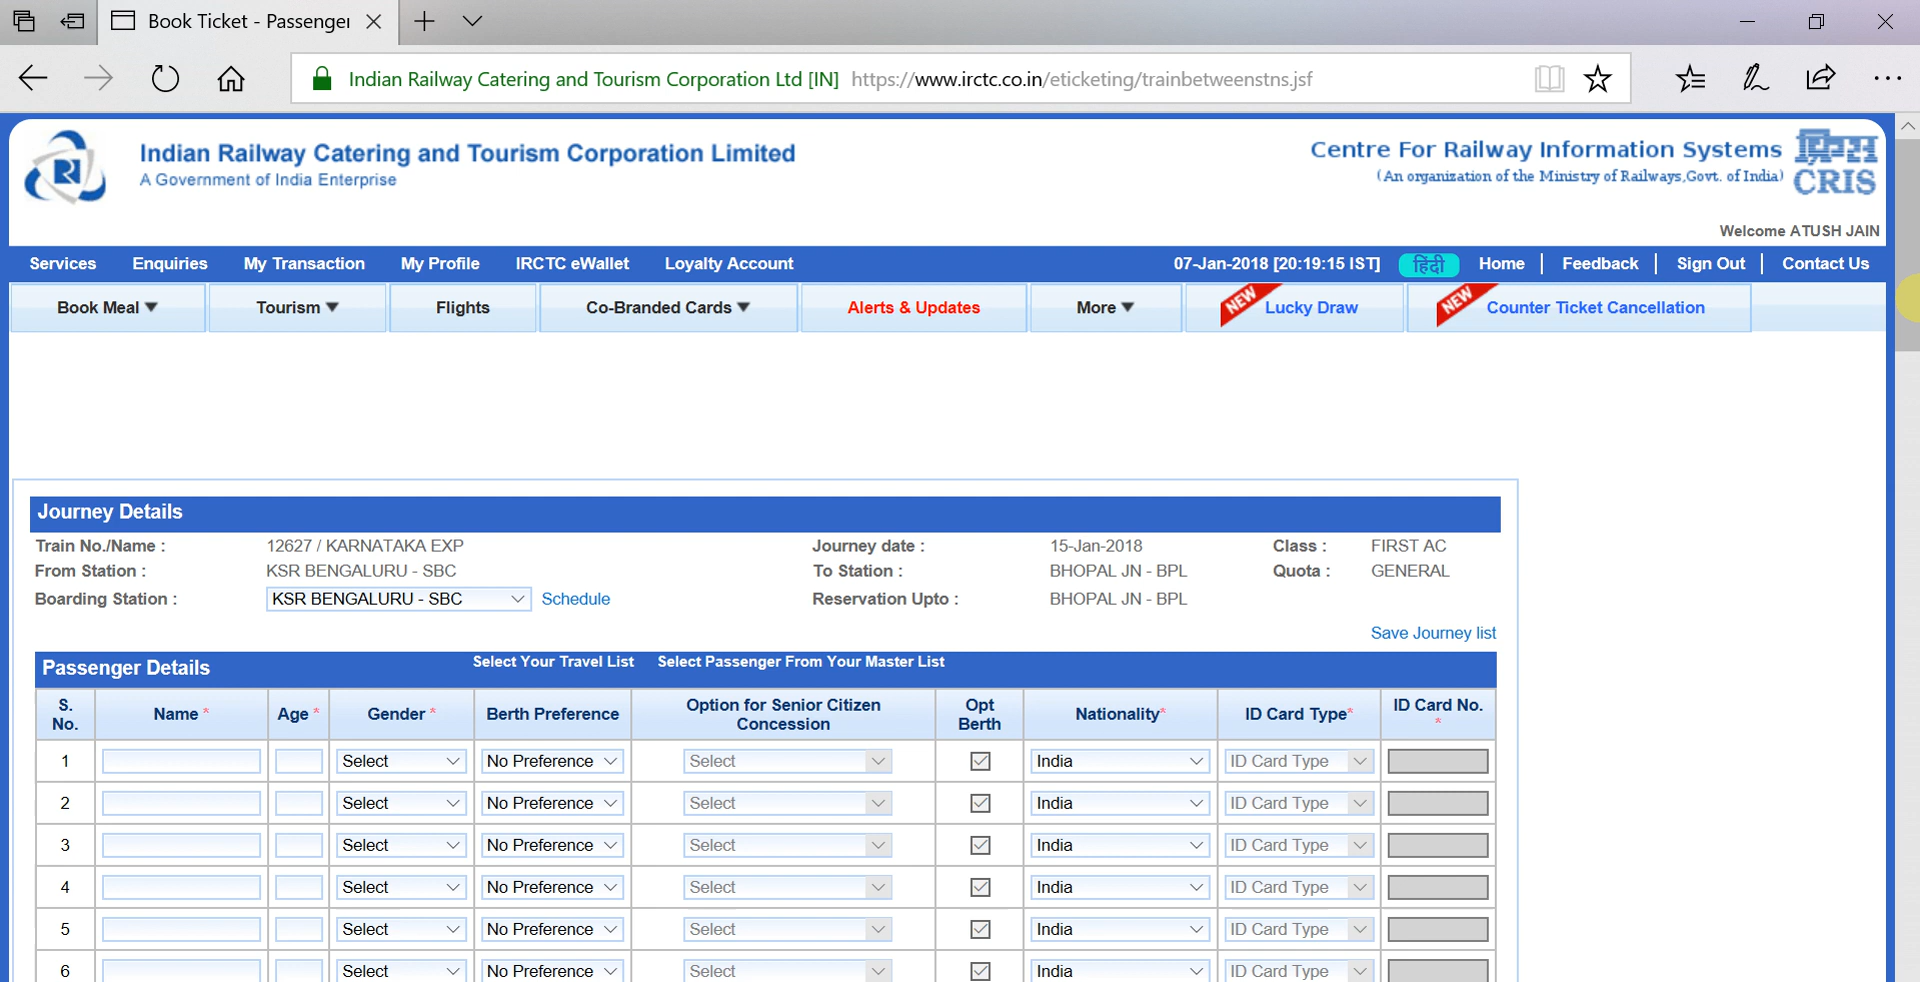 Book Ticket - Passenger
Indian Railway Catering and Tourism Corporation Ltd [IN] https://www.irctc.co.in/eticketing/trainbetweenstns.jsf
Indian Railway Catering and Tourism Corporation Limited
A Government of India Enterprise
Centre For Railway Information Systems
(An organization of the Ministry of Railways,Govt. of India)
CRIS
Welcome ATUSH JAIN
Services Enquiries My Transaction My Profile IRCTC eWallet Loyalty Account 07-Jan-2018 [20:19:15 IST] हिंदी Home | Feedback | Sign Out | Contact Us
Book Meal ▼ Tourism ▼ Flights Co-Branded Cards ▼ Alerts & Updates More ▼ NEW Lucky Draw NEW Counter Ticket Cancellation
Journey Details
Train No./Name : 12627 / KARNATAKA EXP Journey date : 15-Jan-2018 Class : FIRST AC
From Station : KSR BENGALURU - SBC To Station : BHOPAL JN - BPL Quota : GENERAL
Boarding Station : KSR BENGALURU - SBC Schedule Reservation Upto : BHOPAL JN - BPL
Save Journey list
Passenger Details Select Your Travel List Select Passenger From Your Master List
S. No. Name * Age * Gender * Berth Preference Option for Senior Citizen Concession Opt Berth Nationality* ID Card Type* ID Card No. *
1 Select No Preference Select India ID Card Type
2 Select No Preference Select India ID Card Type
3 Select No Preference Select India ID Card Type
4 Select No Preference Select India ID Card Type
5 Select No Preference Select India ID Card Type
6 Select No Preference Select India ID Card Type